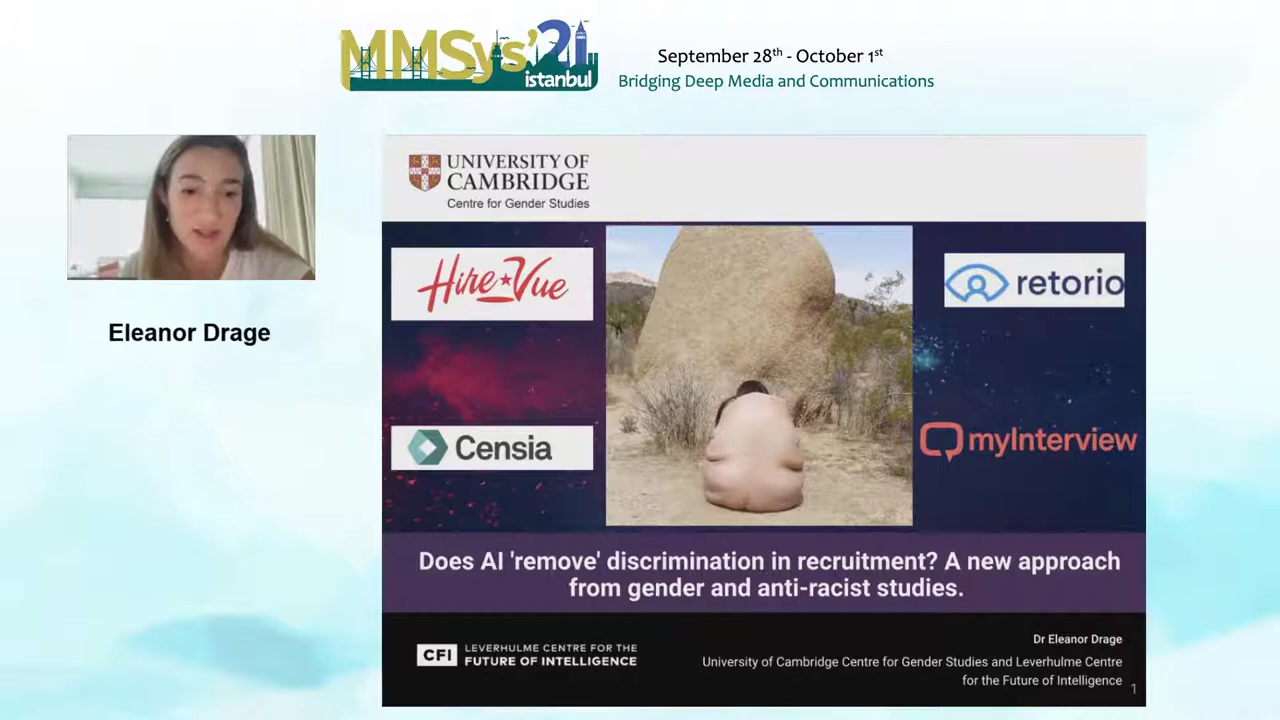 MMSys'21
istanbul
September 28th - October 1st
Bridging Deep Media and Communications
UNIVERSITY OF
CAMBRIDGE
Centre for Gender Studies
Hire Vue
retorio
Eleanor Drage
Censia
myInterview
Does AI 'remove' discrimination in recruitment? A new approach
from gender and anti-racist studies.
CFI
LEVERHULME CENTRE FOR THE
FUTURE OF INTELLIGENCE
Dr Eleanor Drage
University of Cambridge Centre for Gender Studies and Leverhulme Centre
for the Future of Intelligence
1